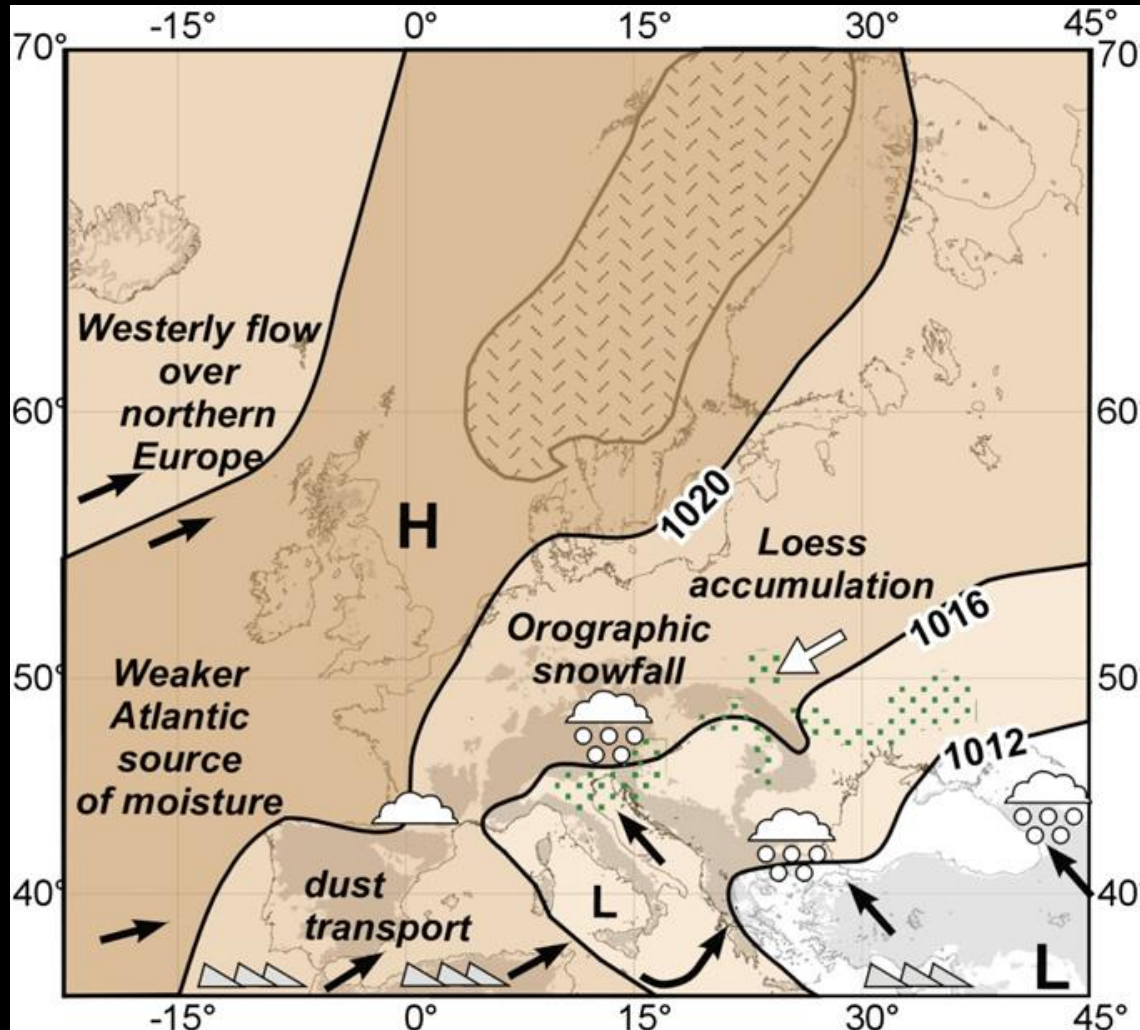 -15° 0° 15° 30° 45°
70° 70°
Westerly flow
over
northern
Europe
60° 60°
H
1020
Loess
accumulation
1016
Orographic
snowfall
50° 50°
Weaker
Atlantic
source
of moisture
1012
40° 40°
dust
transport
L
L
-15° 0° 15° 30° 45°